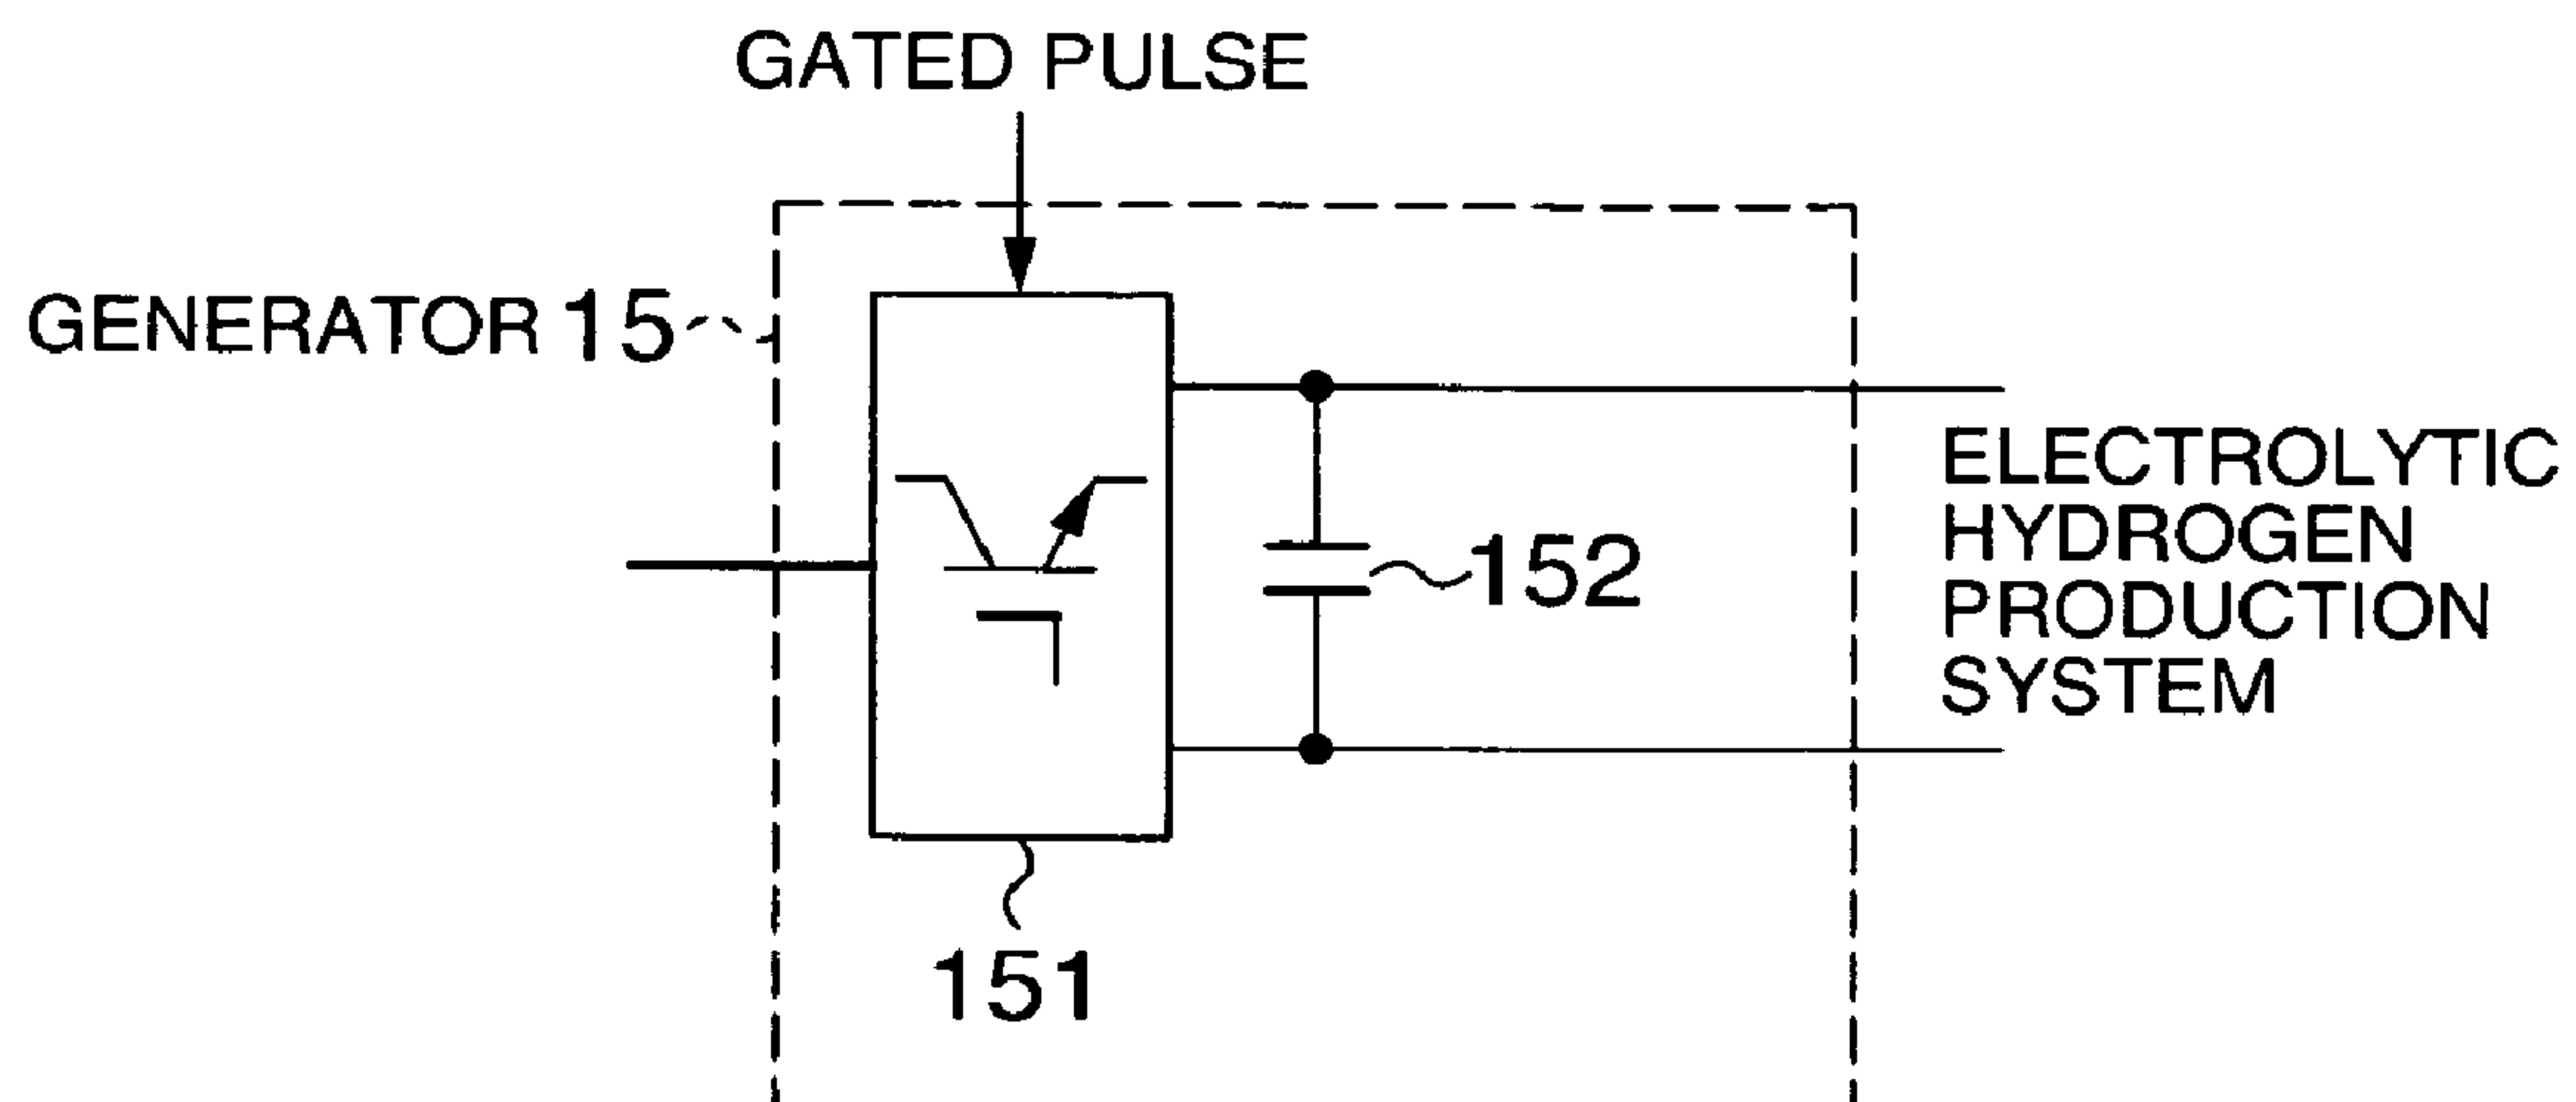 GATED PULSE
GENERATOR 15
ELECTROLYTIC
HYDROGEN
PRODUCTION
SYSTEM
152
151